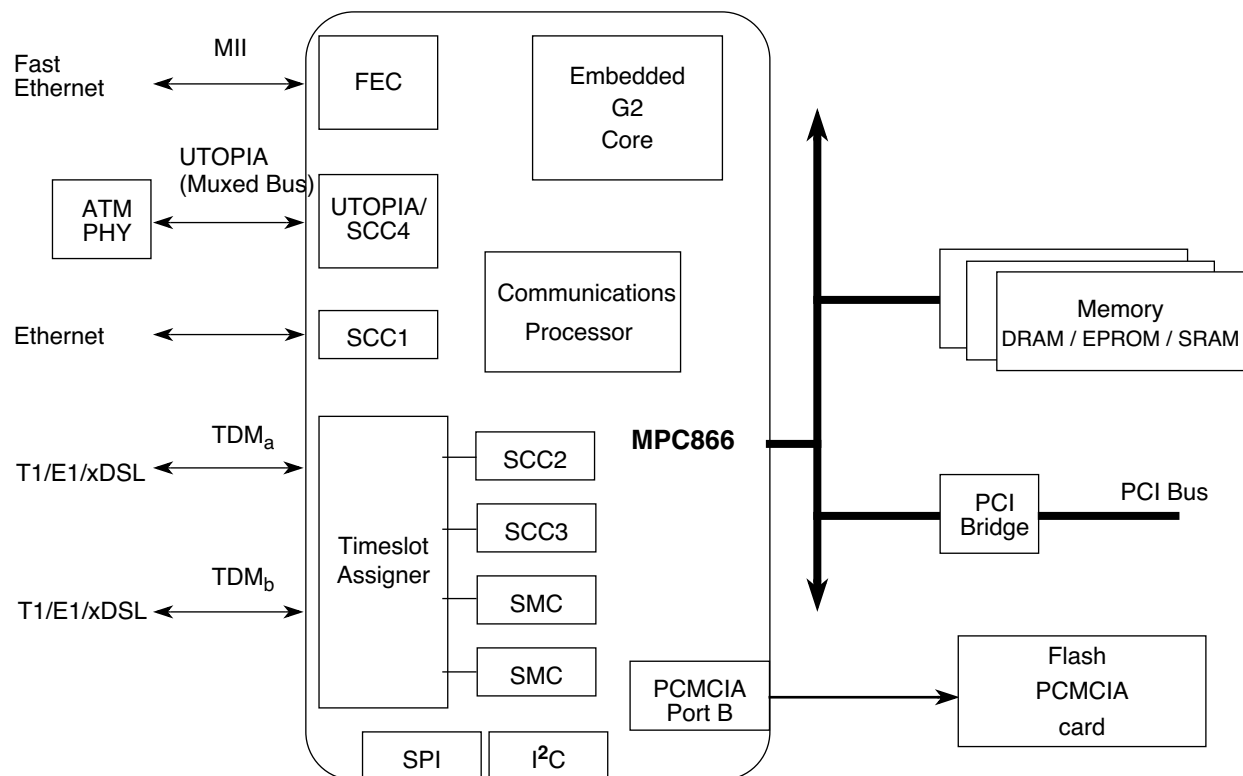 MII
Fast
Ethernet
FEC
Embedded
G2
Core
UTOPIA
(Muxed Bus)
ATM
PHY
UTOPIA/
SCC4
Communications
Processor
Memory
DRAM / EPROM / SRAM
Ethernet
SCC1
TDMa
T1/E1/xDSL
MPC866
SCC2
PCI
Bridge
PCI Bus
SCC3
Timeslot
Assigner
TDMb
T1/E1/xDSL
SMC
SMC
PCMCIA
Port B
Flash
PCMCIA
card
SPI
I²C